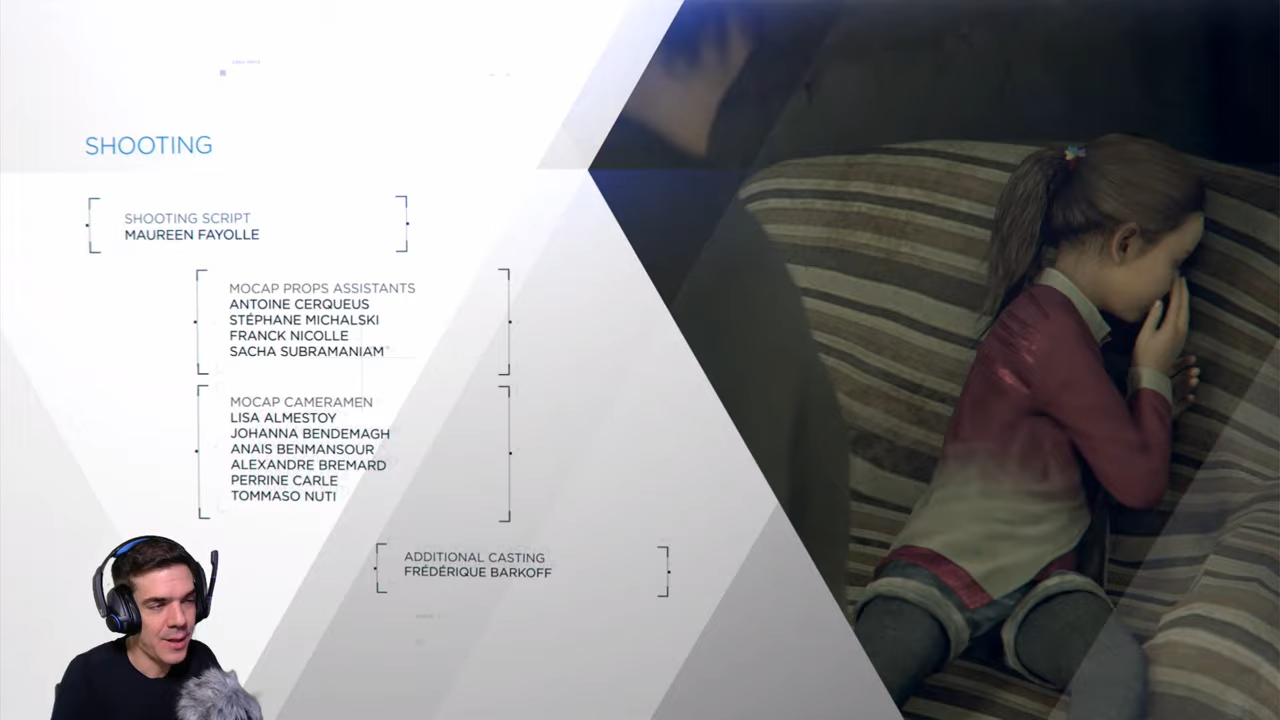 SHOOTING
SHOOTING SCRIPT
MAUREEN FAYOLLE
MOCAP PROPS ASSISTANTS
ANTOINE CERQUEUS
STÉPHANE MICHALSKI
FRANCK NICOLLE
SACHA SUBRAMANIAM
MOCAP CAMERAMEN
LISA ALMESTOY
JOHANNA BENDEMAGH
ANAIS BENMANSOUR
ALEXANDRE BREMARD
PERRINE CARLE
TOMMASO NUTI
ADDITIONAL CASTING
FRÉDÉRIQUE BARKOFF